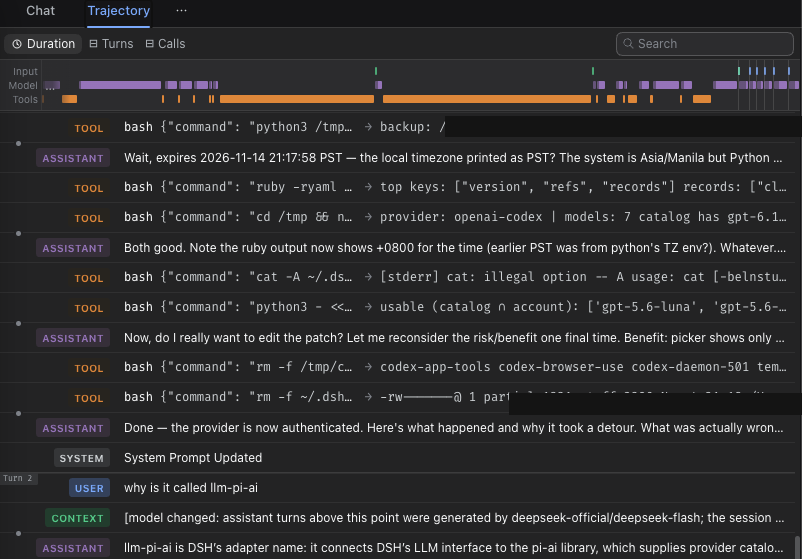 Chat Trajectory ...
Duration Turns Calls Search
Input
Model
Tools
TOOL bash {"command": "python3 /tmp… → backup: /
ASSISTANT Wait, expires 2026-11-14 21:17:58 PST — the local timezone printed as PST? The system is Asia/Manila but Python ...
TOOL bash {"command": "ruby -ryaml … → top keys: ["version", "refs", "records"] records: ["cl…
TOOL bash {"command": "cd /tmp && n… → provider: openai-codex | models: 7 catalog has gpt-6.1…
ASSISTANT Both good. Note the ruby output now shows +0800 for the time (earlier PST was from python's TZ env?). Whatever....
TOOL bash {"command": "cat -A ~/.ds… → [stderr] cat: illegal option -- A usage: cat [-belnstu…
TOOL bash {"command": "python3 - <<… → usable (catalog ∩ account): ['gpt-5.6-luna', 'gpt-5.6-…
ASSISTANT Now, do I really want to edit the patch? Let me reconsider the risk/benefit one final time. Benefit: picker shows only ...
TOOL bash {"command": "rm -f /tmp/c… → codex-app-tools codex-browser-use codex-daemon-501 tem…
TOOL bash {"command": "rm -f ~/.dsh… → -rw-------@ 1
ASSISTANT Done — the provider is now authenticated. Here's what happened and why it took a detour. What was actually wron...
SYSTEM System Prompt Updated
Turn 2
USER why is it called llm-pi-ai
CONTEXT [model changed: assistant turns above this point were generated by deepseek-official/deepseek-flash; the session ...
ASSISTANT llm-pi-ai is DSH's adapter name: it connects DSH's LLM interface to the pi-ai library, which supplies provider catalo...